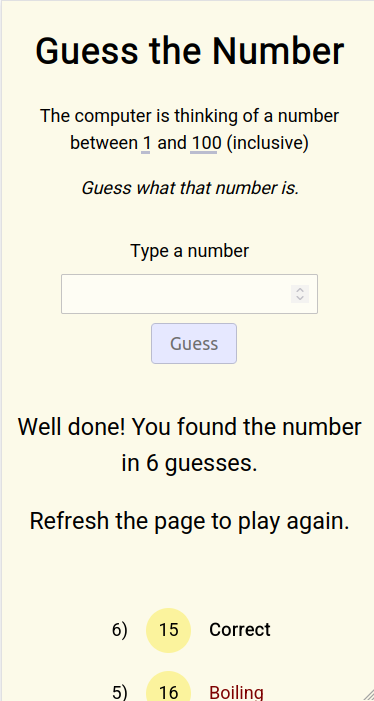 Guess the Number
The computer is thinking of a number
between 1 and 100 (inclusive)
Guess what that number is.
Type a number
Guess
Well done! You found the number
in 6 guesses.
Refresh the page to play again.
6) 15 Correct
5) 16 Boiling